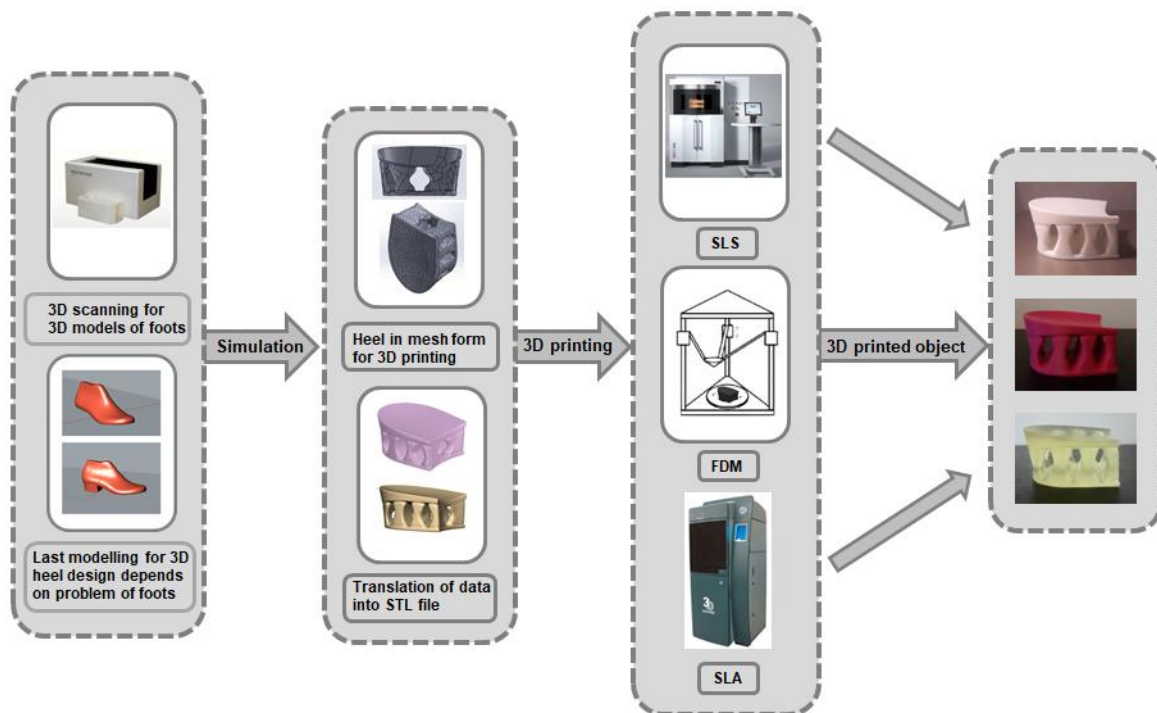 3D scanning for
3D models of foots
Last modelling for 3D
heel design depends
on problem of foots
Simulation
Heel in mesh form
for 3D printing
Translation of data
into STL file
3D printing
SLS
FDM
3D
SLA
3D printed object